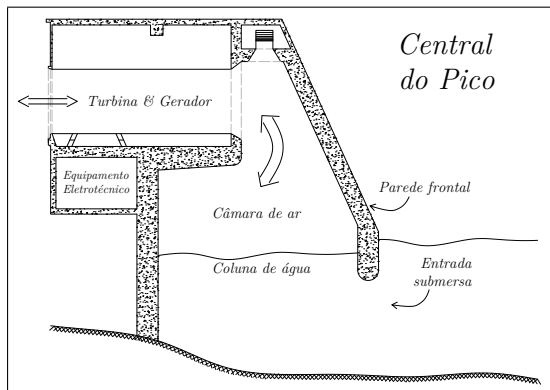 Central
do Pico
Turbina & Gerador
Equipamento
Eletrotécnico
Parede frontal
Câmara de ar
Coluna de água
Entrada
submersa